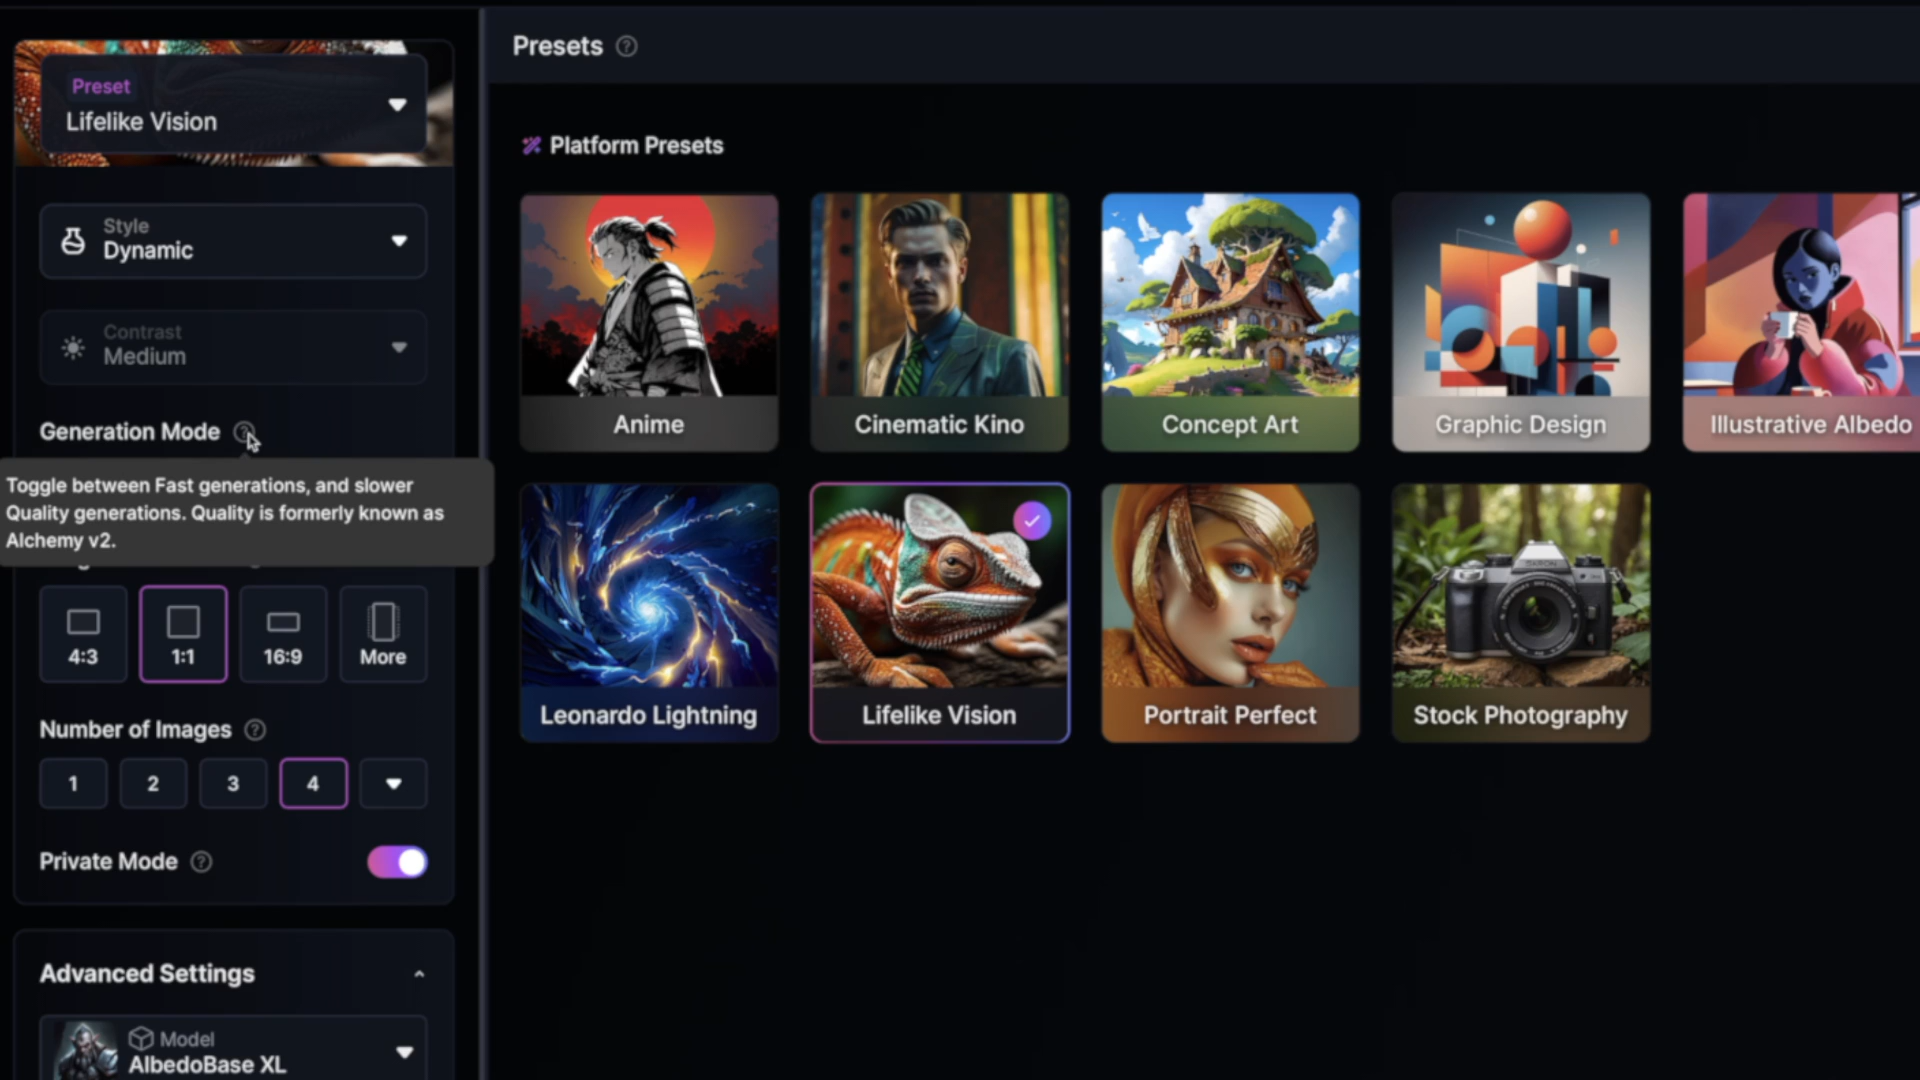 Preset
Lifelike Vision
Style
Dynamic
Contrast
Medium
Generation Mode
Toggle between Fast generations, and slower
Quality generations. Quality is formerly known as
Alchemy v2.
4:3
1:1
16:9
More
Number of Images
1
2
3
4
Private Mode
Advanced Settings
Model
AlbedoBase XL
Presets
Platform Presets
Anime
Cinematic Kino
Concept Art
Graphic Design
Illustrative Albedo
Leonardo Lightning
Lifelike Vision
Portrait Perfect
Stock Photography